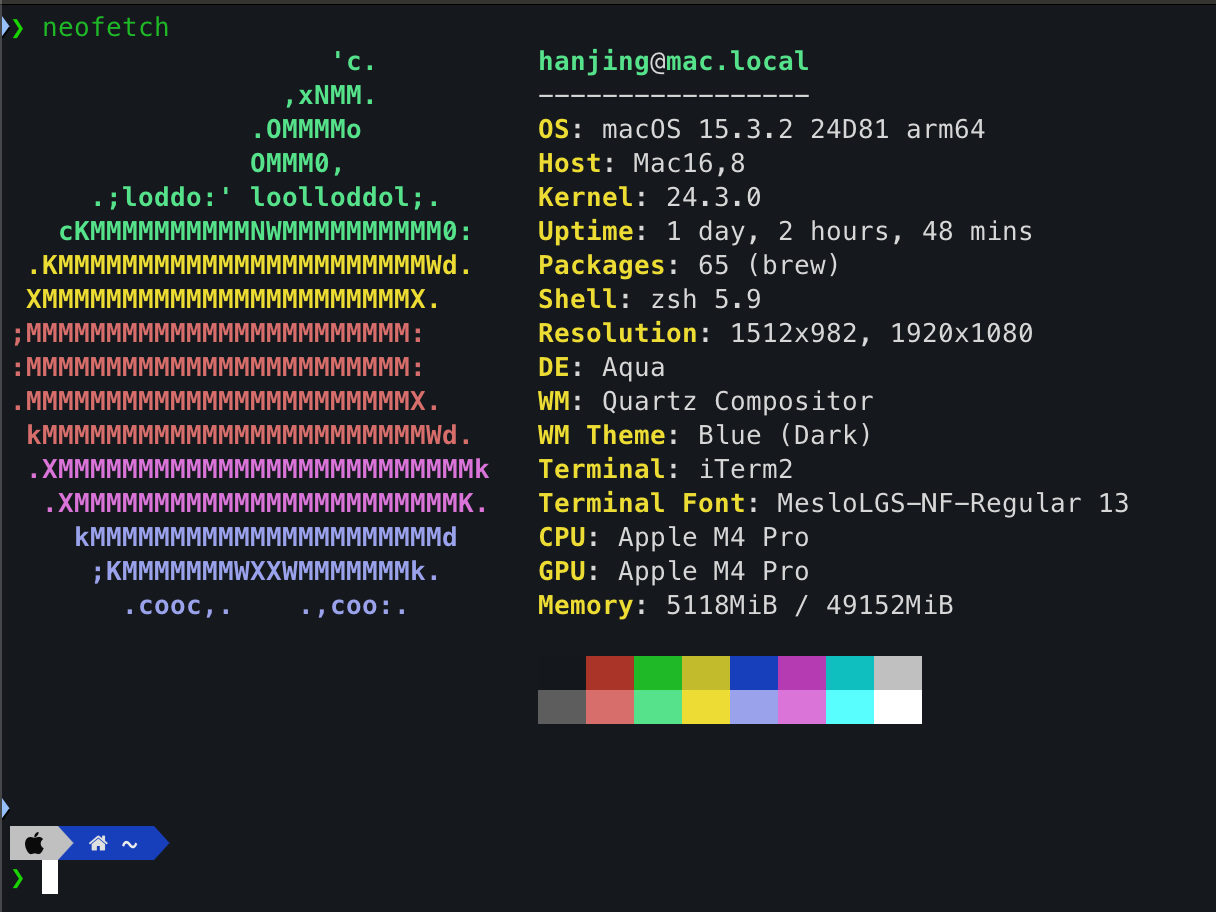 ❯ neofetch
                    'c.          hanjing@mac.local
                 ,xNMM.          -----------------
               .OMMMMo           OS: macOS 15.3.2 24D81 arm64
               OMMM0,            Host: Mac16,8
     .;loddo:' loolloddol;.      Kernel: 24.3.0
   cKMMMMMMMMMMNWMMMMMMMMMM0:    Uptime: 1 day, 2 hours, 48 mins
 .KMMMMMMMMMMMMMMMMMMMMMMMWd.    Packages: 65 (brew)
 XMMMMMMMMMMMMMMMMMMMMMMMX.      Shell: zsh 5.9
;MMMMMMMMMMMMMMMMMMMMMMMM:       Resolution: 1512x982, 1920x1080
:MMMMMMMMMMMMMMMMMMMMMMMM:       DE: Aqua
.MMMMMMMMMMMMMMMMMMMMMMMMX.      WM: Quartz Compositor
 kMMMMMMMMMMMMMMMMMMMMMMMMWd.    WM Theme: Blue (Dark)
 .XMMMMMMMMMMMMMMMMMMMMMMMMMMk   Terminal: iTerm2
  .XMMMMMMMMMMMMMMMMMMMMMMMMK.   Terminal Font: MesloLGS-NF-Regular 13
    kMMMMMMMMMMMMMMMMMMMMMMd     CPU: Apple M4 Pro
     ;KMMMMMMMWXXWMMMMMMMk.      GPU: Apple M4 Pro
       .cooc,.    .,coo:.        Memory: 5118MiB / 49152MiB
~
❯